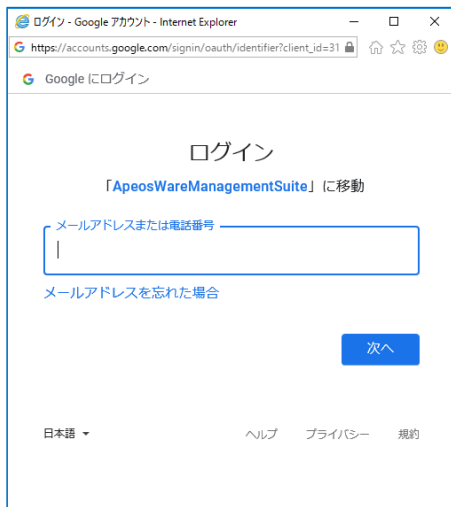 ログイン - Google アカウント - Internet Explorer
https://accounts.google.com/signin/oauth/identifier?client_id=31
Google にログイン
ログイン
「ApeosWareManagementSuite」に移動
メールアドレスまたは電話番号
メールアドレスを忘れた場合
次へ
日本語 ヘルプ プライバシー 規約